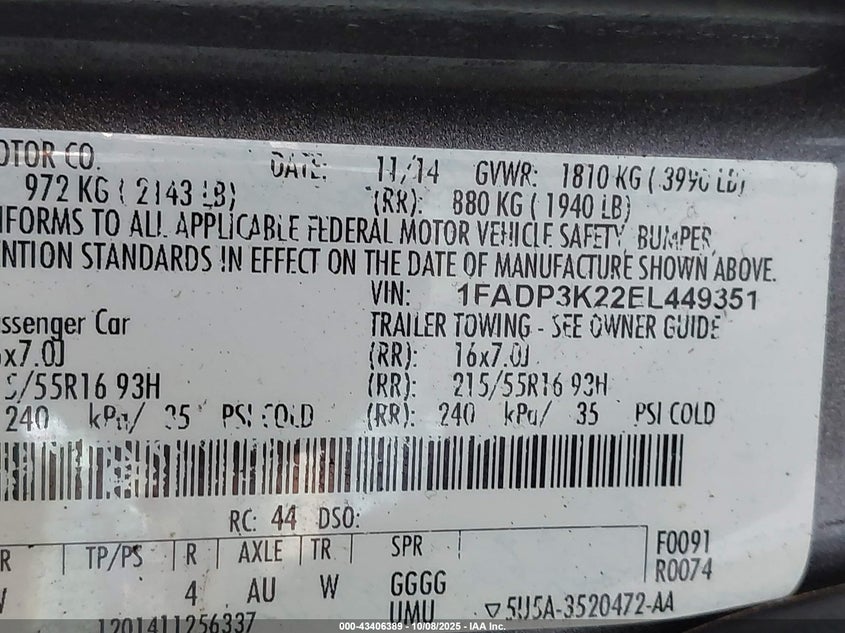 OTOR CO. DATE: 11/14 GVWR: 1810 KG ( 3990 LB)
972 KG ( 2143 LB) (RR): 880 KG ( 1940 LB)
IFORMS TO ALL APPLICABLE FEDERAL MOTOR VEHICLE SAFETY, BUMPER,
NTION STANDARDS IN EFFECT ON THE DATE OF MANUFACTURE SHOWN ABOVE.
VIN: 1FADP3K22EL449351
assenger Car TRAILER TOWING - SEE OWNER GUIDE
x7.0J (RR): 16x7.0J
5/55R16 93H (RR): 215/55R16 93H
240 kPa/ 35 PSI COLD (RR): 240 kPa/ 35 PSI COLD
RC: 44 DSO:
R TP/PS R AXLE TR SPR F0091
4 AU W GGGG R0074
UMU ▽5U5A-3520472-AA
1201411256337
000-43406389 - 10/08/2025 - IAA Inc.